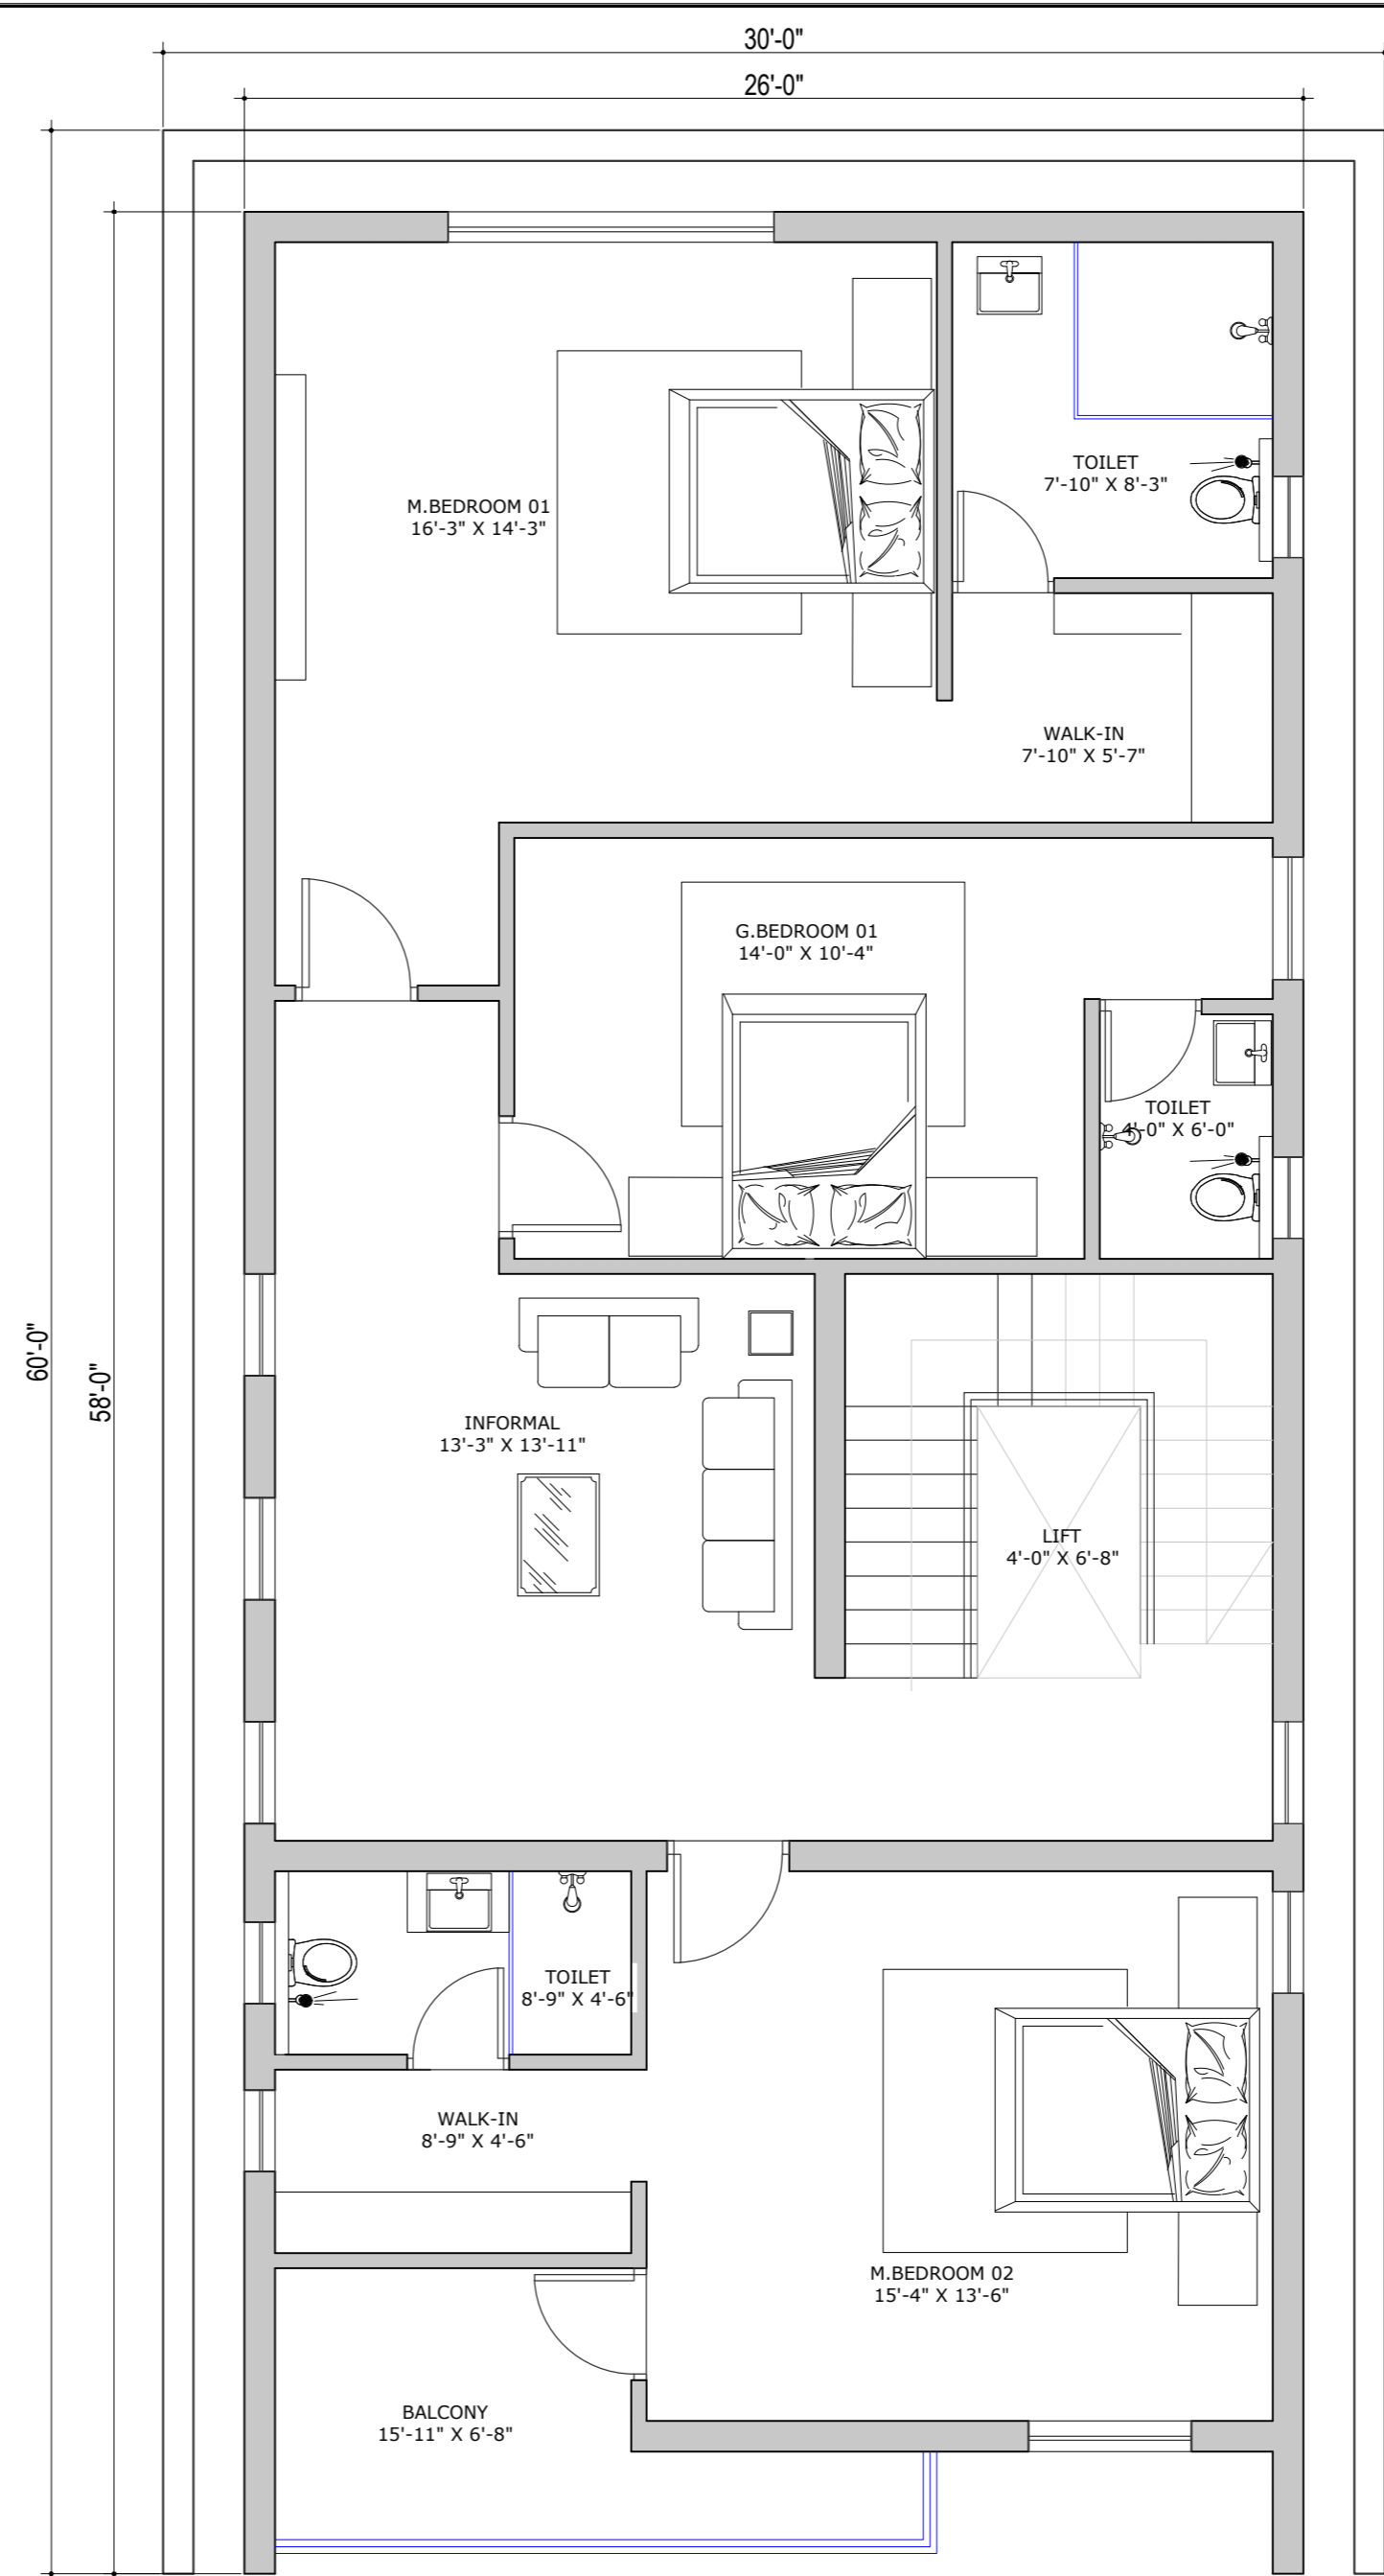 30'-0"
26'-0"
M.BEDROOM 01
16'-3" X 14'-3"
TOILET
7'-10" X 8'-3"
WALK-IN
7'-10" X 5'-7"
G.BEDROOM 01
14'-0" X 10'-4"
TOILET
4'-0" X 6'-0"
60'-0"
58'-0"
INFORMAL
13'-3" X 13'-11"
LIFT
4'-0" X 6'-8"
TOILET
8'-9" X 4'-6"
WALK-IN
8'-9" X 4'-6"
M.BEDROOM 02
15'-4" X 13'-6"
BALCONY
15'-11" X 6'-8"